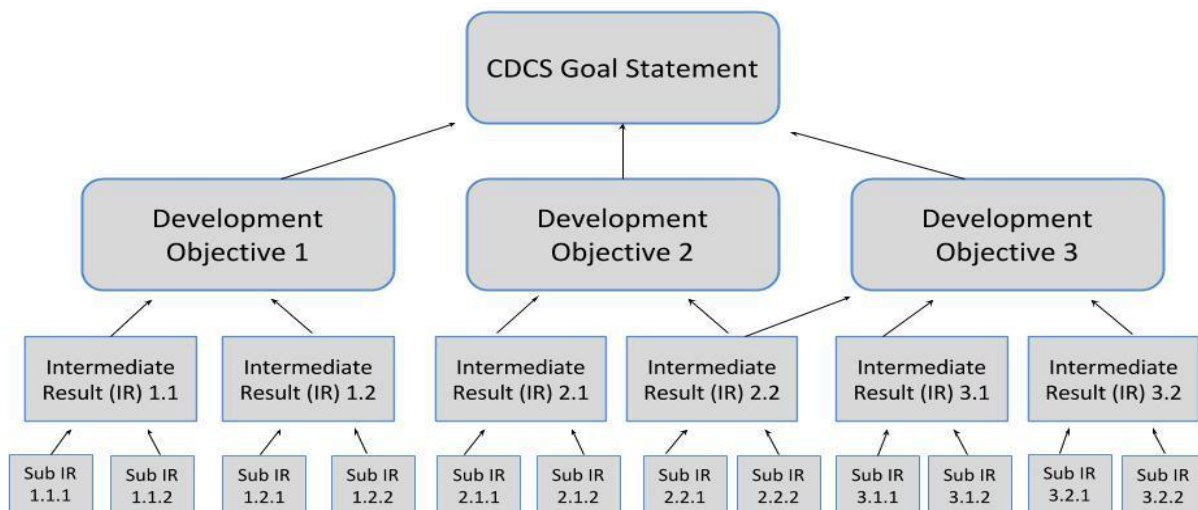 CDCS Goal Statement
Development
Objective 1
Development
Objective 2
Development
Objective 3
Intermediate
Result (IR) 1.1
Intermediate
Result (IR) 1.2
Intermediate
Result (IR) 2.1
Intermediate
Result (IR) 2.2
Intermediate
Result (IR) 3.1
Intermediate
Result (IR) 3.2
Sub IR
1.1.1
Sub IR
1.1.2
Sub IR
1.2.1
Sub IR
1.2.2
Sub IR
2.1.1
Sub IR
2.1.2
Sub IR
2.2.1
Sub IR
2.2.2
Sub IR
3.1.1
Sub IR
3.1.2
Sub IR
3.2.1
Sub IR
3.2.2